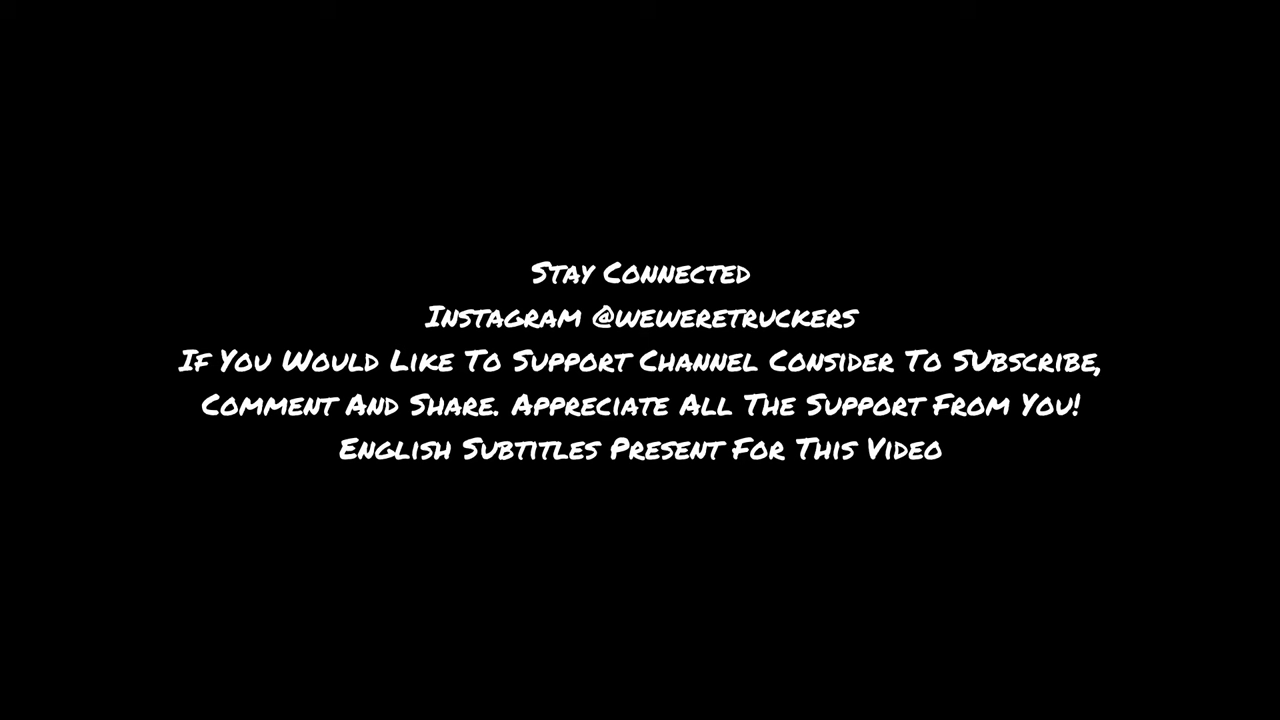 Stay Connected
Instagram @weweretruckers
If You Would Like To Support Channel Consider To SUbscribe,
Comment And Share. Appreciate All The Support From You!
English Subtitles Present For This Video